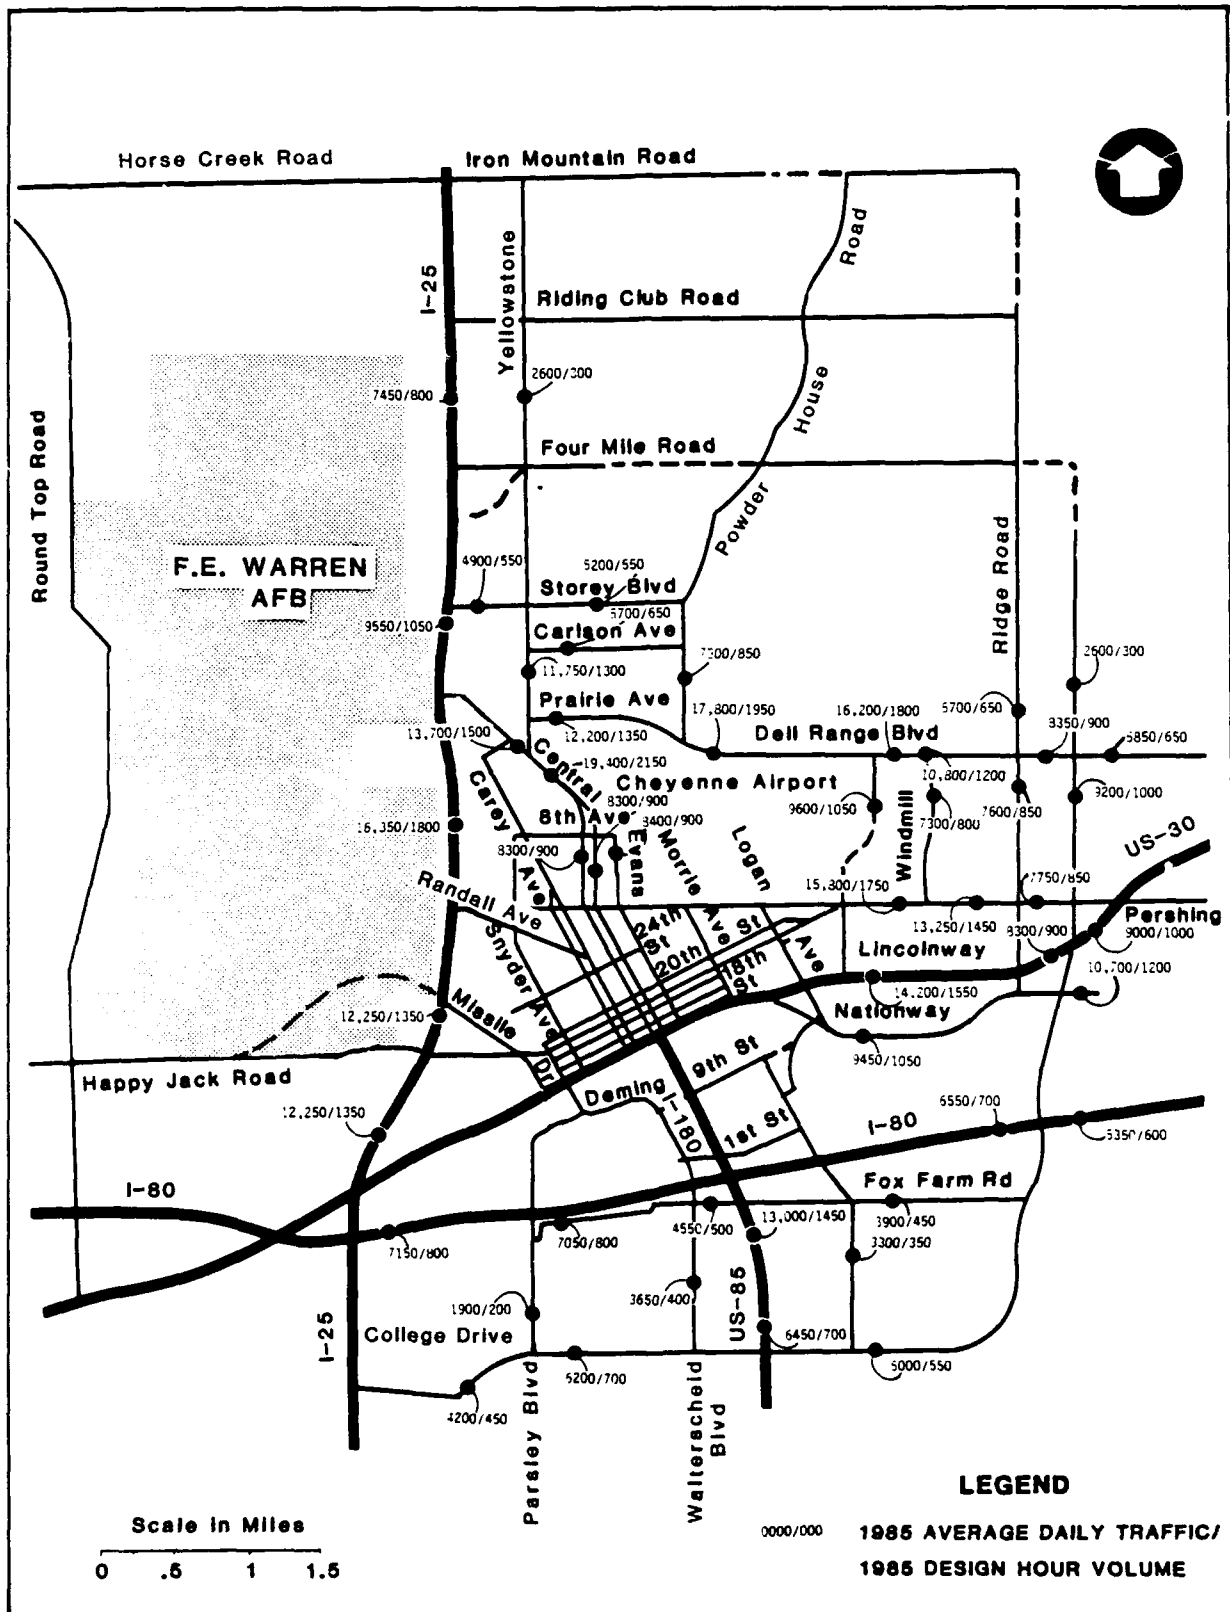 Horse Creek Road
Iron Mountain Road
I-25
Yellowstone
Road
House
Powder
Riding Club Road
2600/300
7450/800
Four Mile Road
Round Top Road
F.E. WARREN
AFB
Ridge Road
4900/550
5200/550
Storey Blvd
5700/650
9550/1050
Carlson Ave
7300/850
2600/300
11,750/1300
Prairie Ave
17,800/1950
16,200/1800
5700/650
8350/900
5850/650
Dell Range Blvd
13,700/1500
12,200/1350
Central
19,400/2150
Cheyenne Airport
10,800/1200
Carey Ave
8300/900
8400/900
8th Ave
9600/1050
Windmill
7300/800
7600/850
9200/1000
16,350/1800
8300/900
Evans
Morrie Ave
Logan Ave
US-30
Randall Ave
15,800/1750
7750/850
13,250/1450
Pershing
Snyder Ave
24th St
20th St
18th St
8300/900
9000/1000
Lincolnway
10,700/1200
14,200/1550
Missile Dr
12,250/1350
Nationway
9450/1050
Happy Jack Road
9th St
Deming
I-180
12,250/1350
1st St
I-80
6550/700
5350/600
I-80
Fox Farm Rd
4550/500
13,000/1450
3900/450
7150/800
7050/800
3300/350
3650/400
US-85
1900/200
I-25
College Drive
6450/700
5000/550
5200/700
4200/450
Parsley Blvd
Walterscheid
Blvd
LEGEND
Scale In Miles
0 .5 1 1.5
0000/000
1985 AVERAGE DAILY TRAFFIC/
1985 DESIGN HOUR VOLUME